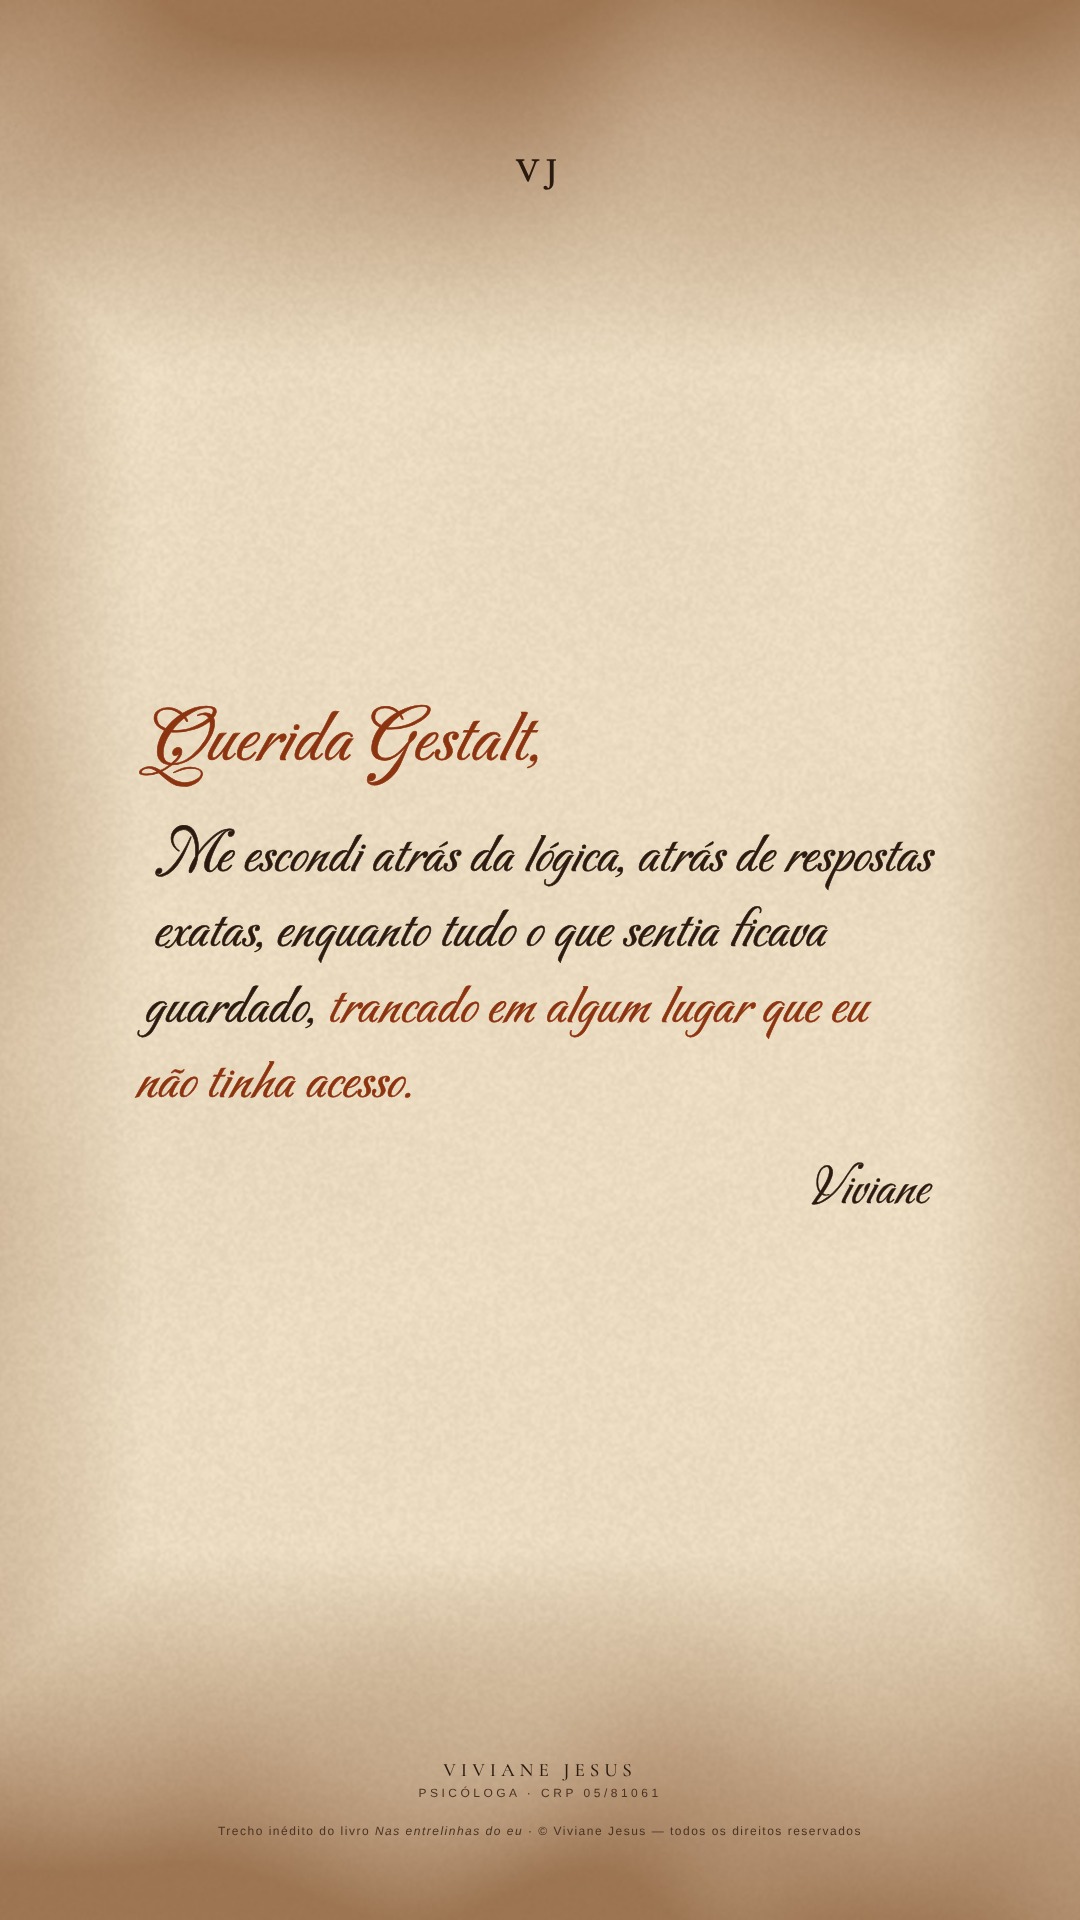 VJ
Querida Gestalt,
Me escondi atrás da lógica, atrás de respostas
exatas, enquanto tudo o que sentia ficava
guardado, trancado em algum lugar que eu
não tinha acesso.
Viviane
VIVIANE JESUS
PSICÓLOGA · CRP 05/81061
Trecho inédito do livro Nas entrelinhas do eu · © Viviane Jesus — todos os direitos reservados